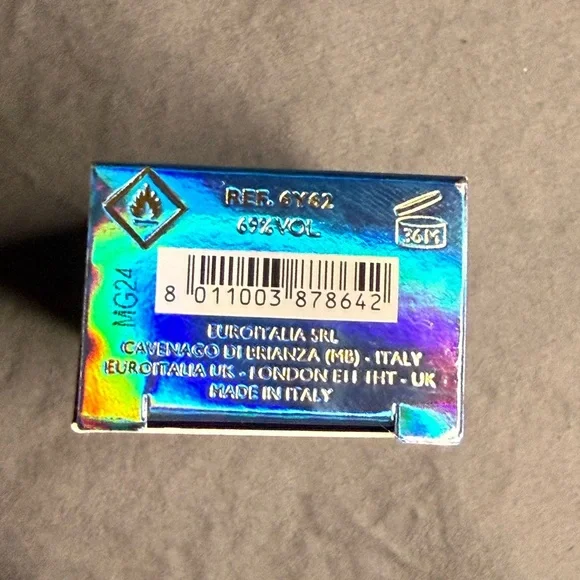 REF. 6Y62
69% VOL
36M
MG24
8 011003 878642
EUROITALIA SRL
CAVENAGO DI BRIANZA (MB) - ITALY
EUROITALIA UK - LONDON E11 1HT - UK
MADE IN ITALY